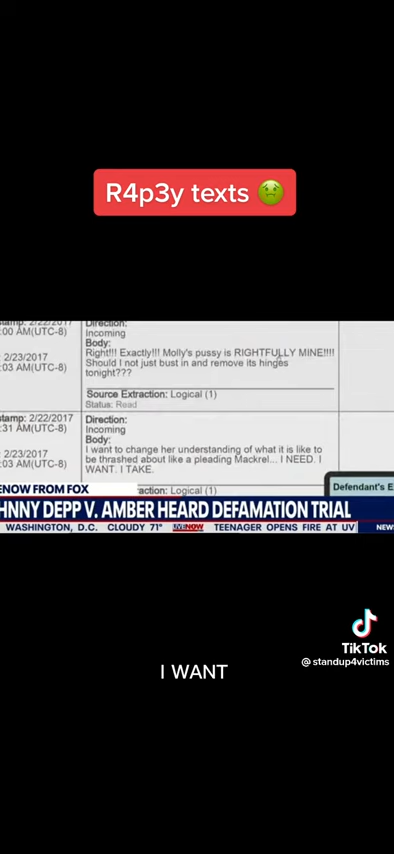 R4p3y texts 🤢
stamp: 2/22/2017
:00 AM(UTC-8)
: 2/23/2017
:03 AM(UTC-8)
Direction:
Incoming
Body:
Right!!! Exactly!!! Molly's pussy is RIGHTFULLY MINE!!!!
Should I not just bust in and remove its hinges
tonight???
Source Extraction: Logical (1)
Status: Read
stamp: 2/22/2017
:31 AM(UTC-8)
2/23/2017
:03 AM(UTC-8)
Direction:
Incoming
Body:
I want to change her understanding of what it is like to
be thrashed about like a pleading Mackrel... I NEED. I
WANT. I TAKE.
action: Logical (1)
Defendant's E
ENOW FROM FOX
HNNY DEPP V. AMBER HEARD DEFAMATION TRIAL
WASHINGTON, D.C. CLOUDY 71° LIVENOW TEENAGER OPENS FIRE AT UV NEWS
TikTok
@standup4victims
I WANT